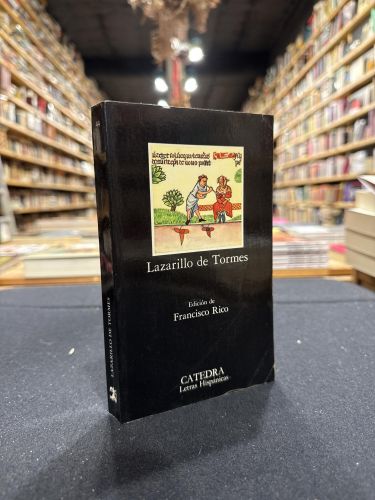 Lazarillo de Tormes
Edición de
Francisco Rico
CATEDRA
Letras Hispánicas
LAZARILLO DE TORMES